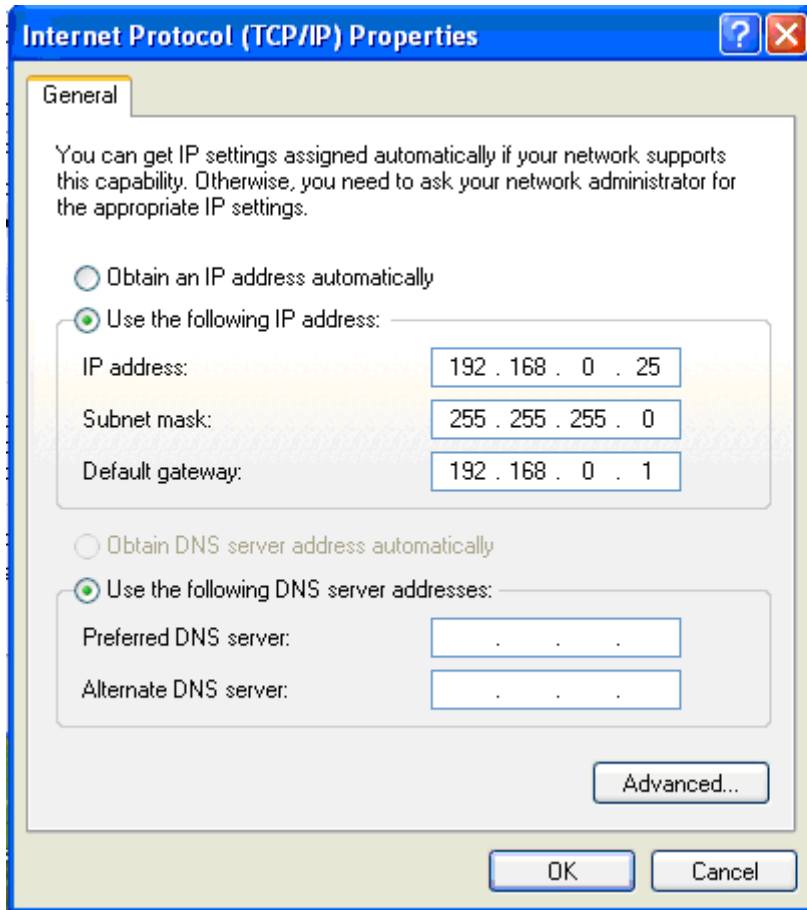 Internet Protocol (TCP/IP) Properties
General
You can get IP settings assigned automatically if your network supports
this capability. Otherwise, you need to ask your network administrator for
the appropriate IP settings.
Obtain an IP address automatically
Use the following IP address:
IP address: 192 . 168 . 0 . 25
Subnet mask: 255 . 255 . 255 . 0
Default gateway: 192 . 168 . 0 . 1
Obtain DNS server address automatically
Use the following DNS server addresses:
Preferred DNS server: . . .
Alternate DNS server: . . .
Advanced...
OK Cancel